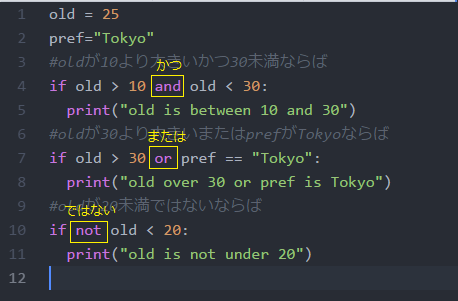 1 old = 25
2 pref="Tokyo"
3 #oldが10より大きいかつ30未満ならば
かつ
4 if old > 10 and old < 30:
5 print("old is between 10 and 30")
6 #oldが30より大きいまたはprefがTokyoならば
または
7 if old > 30 or pref == "Tokyo":
8 print("old over 30 or pref is Tokyo")
9 #oldが20未満ではないならば
ではない
10 if not old < 20:
11 print("old is not under 20")
12